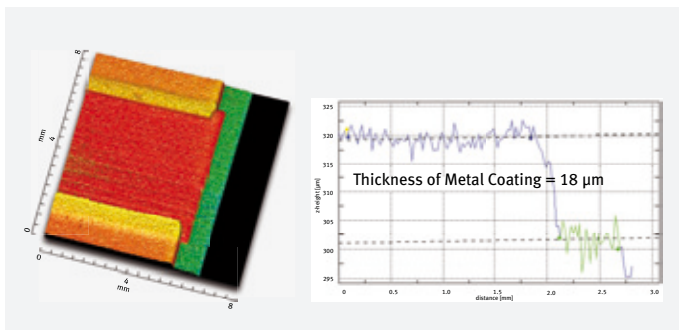 8
mm
4
0
0
4
mm
8
325
320
315
310
305
300
295
z-height [µm]
Thickness of Metal Coating = 18 µm
0 0.5 1.0 1.5 2.0 2.5 3.0
distance [mm]